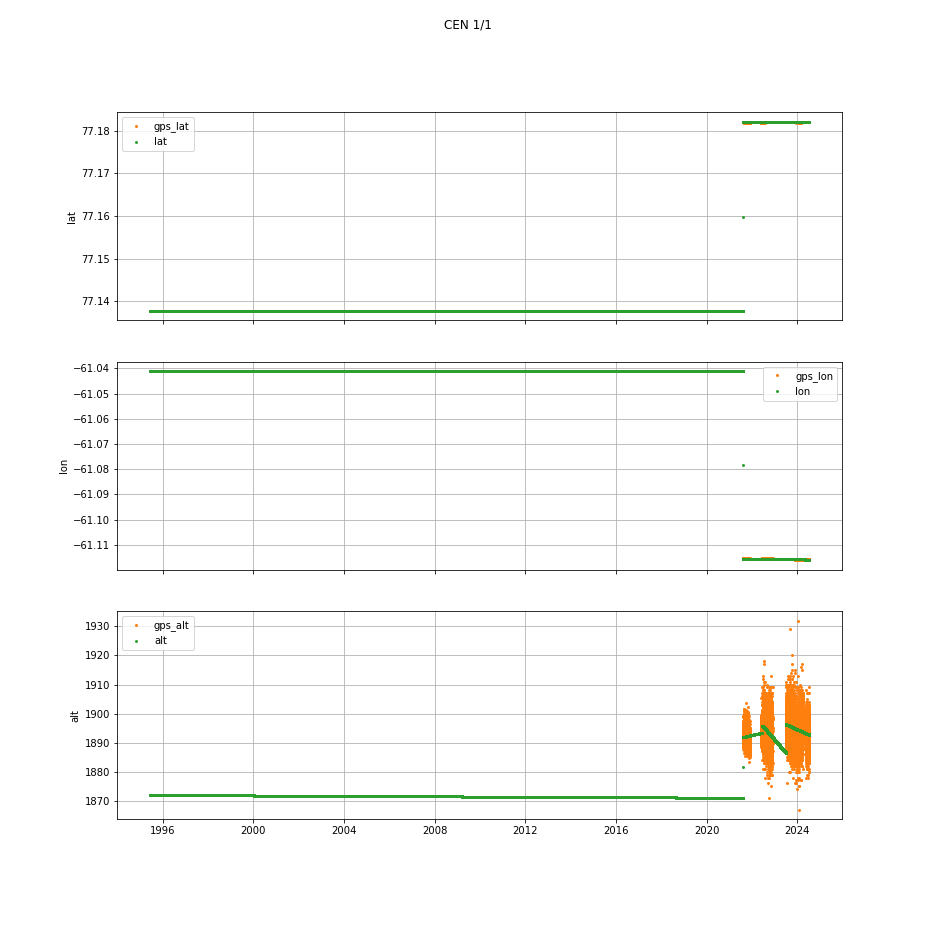 CEN 1/1
gps_lat
lat
77.18
77.17
77.16
77.15
77.14
lat
gps_lon
lon
−61.04
−61.05
−61.06
−61.07
−61.08
−61.09
−61.10
−61.11
lon
gps_alt
alt
1930
1920
1910
1900
1890
1880
1870
alt
1996 2000 2004 2008 2012 2016 2020 2024